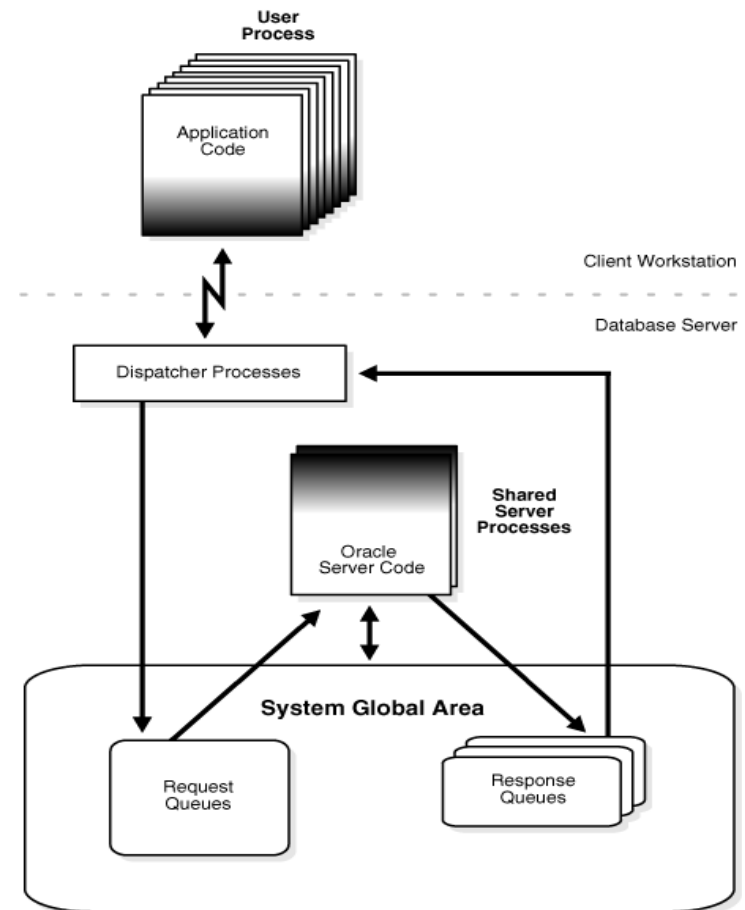 User
Process
Application
Code
Client Workstation
Database Server
Dispatcher Processes
Shared
Server
Processes
Oracle
Server Code
System Global Area
Request
Queues
Response
Queues